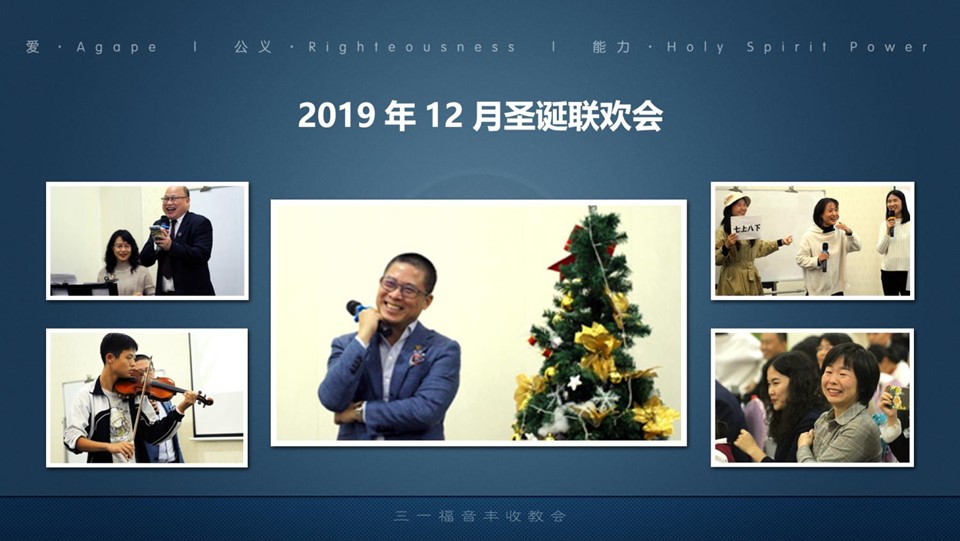 爱 · Agape | 公义 · Righteousness | 能力 · Holy Spirit Power
2019 年 12 月圣诞联欢会
七上八下
三一福音丰收教会